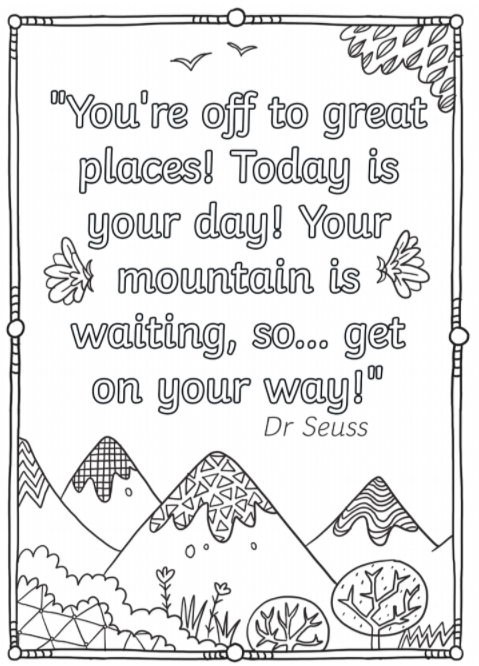 "You're off to great
places! Today is
your day! Your
mountain is
waiting, so... get
on your way!"
Dr Seuss